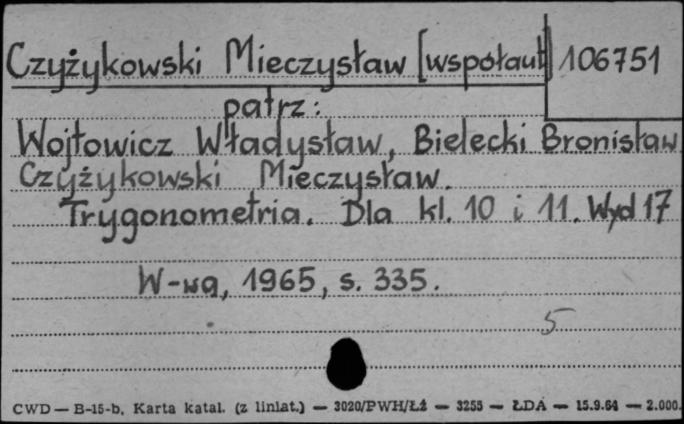 Czyżykowski Mieczysław [współaut] 106751
patrz:
Wojtowicz Władysław, Bielecki Bronisław
Czyżykowski Mieczysław.
Trygonometria. Dla kl. 10 i 11. Wyd 17
W-wa, 1965, s. 335.
5
CWD — B-15-b, Karta katal. (z liniat.) — 3020/PWH/Łż — 3255 — ŁDA — 15.9.64 — 2.000.